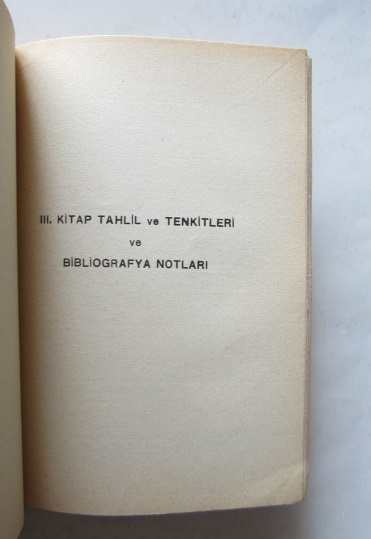 III. KİTAP TAHLİL ve TENKİTLERİ
ve
BİBLİOGRAFYA NOTLARI